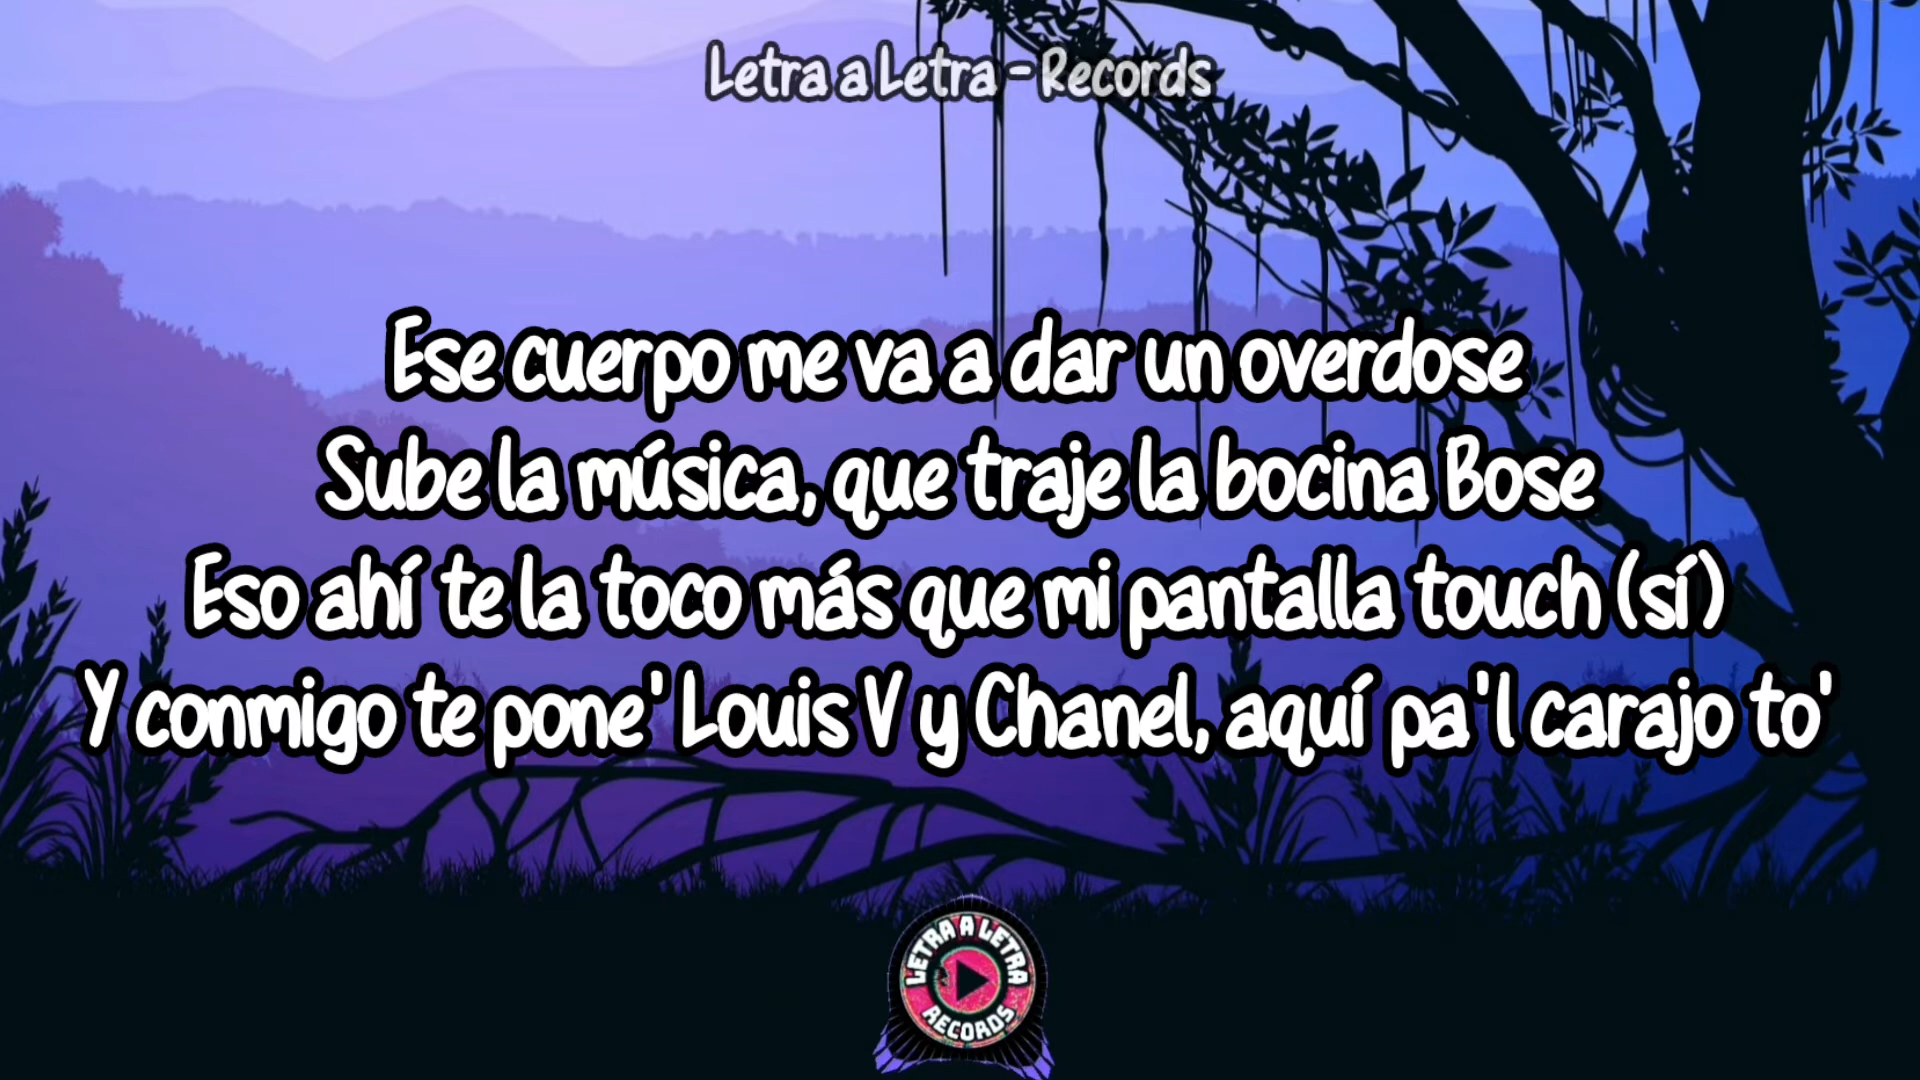 Letra a Letra - Records
Ese cuerpo me va a dar un overdose
Sube la música, que traje la bocina Bose
Eso ahí te la toco más que mi pantalla touch (sí)
Y conmigo te pone' Louis V y Chanel, aquí pa'l carajo to'
LETRA A LETRA
RECORDS